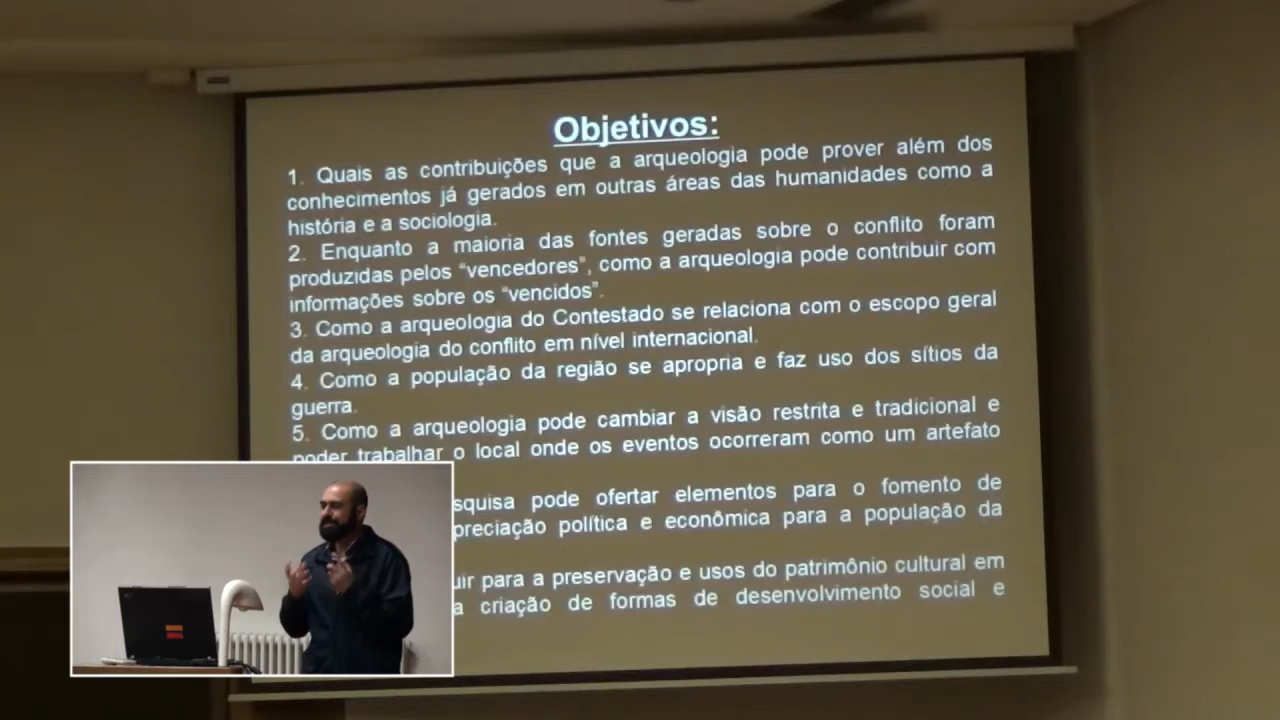 Objetivos:
1. Quais as contribuições que a arqueologia pode prover além dos
conhecimentos já gerados em outras áreas das humanidades como a
história e a sociologia.
2. Enquanto a maioria das fontes geradas sobre o conflito foram
produzidas pelos “vencedores”, como a arqueologia pode contribuir com
informações sobre os “vencidos”.
3. Como a arqueologia do Contestado se relaciona com o escopo geral
da arqueologia do conflito em nível internacional.
4. Como a população da região se apropria e faz uso dos sítios da
guerra.
5. Como a arqueologia pode cambiar a visão restrita e tradicional e
poder trabalhar o local onde os eventos ocorreram como um artefato
squisa pode ofertar elementos para o fomento de
preciação política e econômica para a população da
uir para a preservação e usos do patrimônio cultural em
a criação de formas de desenvolvimento social e